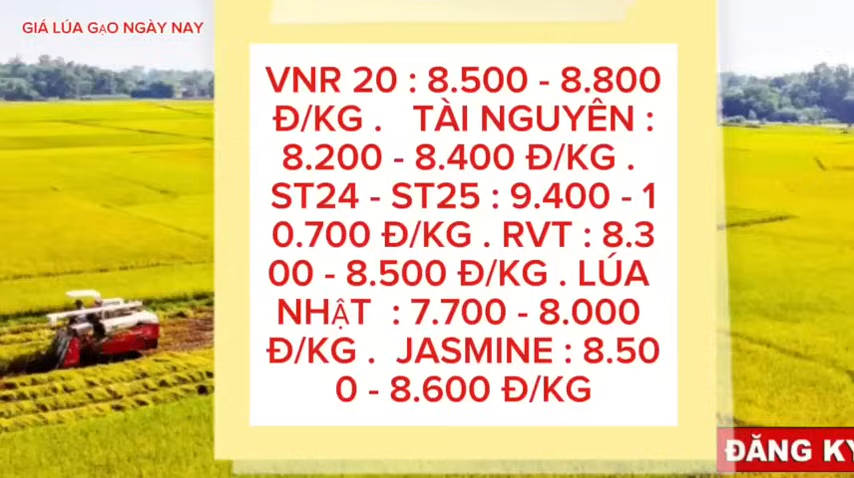 GIÁ LÚA GẠO NGÀY NAY
VNR 20 : 8.500 - 8.800
Đ/KG .   TÀI NGUYÊN :
8.200 - 8.400 Đ/KG .
ST24 - ST25 : 9.400 - 1
0.700 Đ/KG . RVT : 8.3
00 - 8.500 Đ/KG . LÚA
NHẬT  : 7.700 - 8.000
Đ/KG .  JASMINE : 8.50
0 - 8.600 Đ/KG
ĐĂNG KÝ